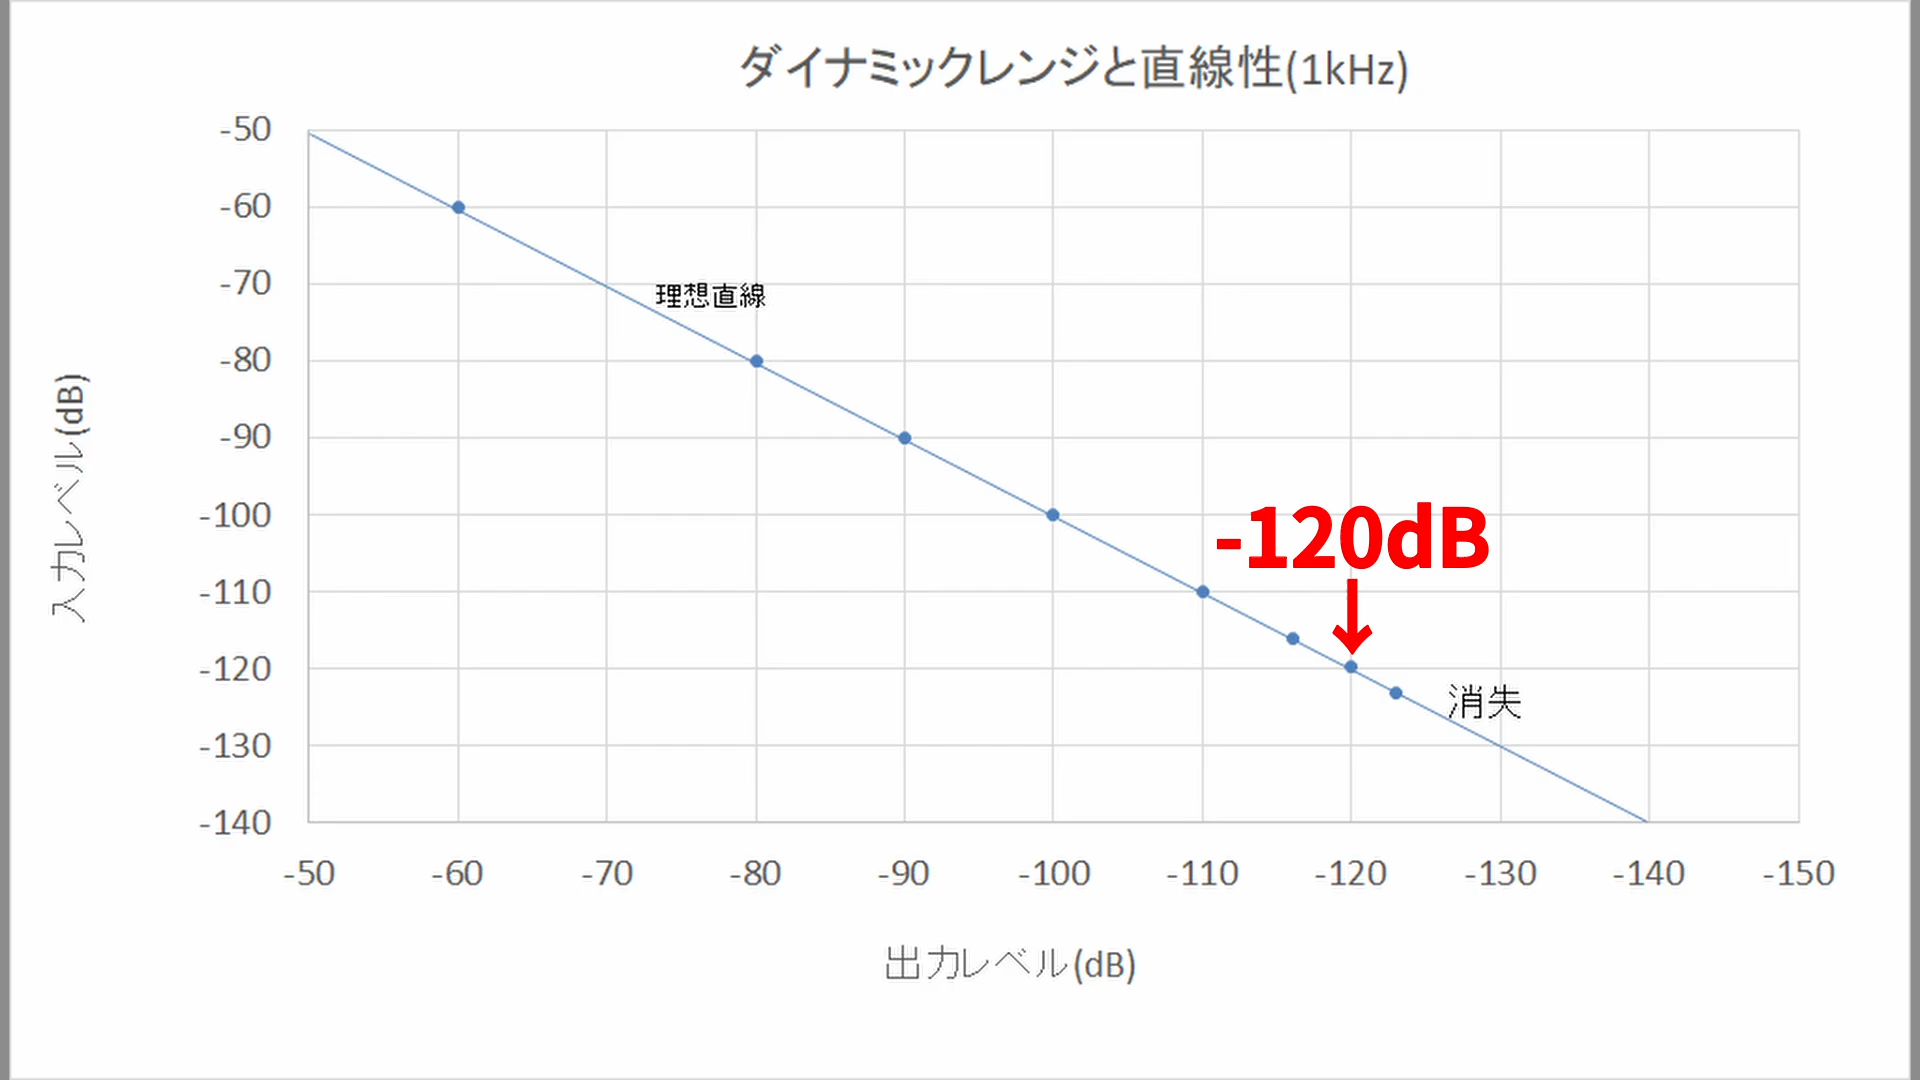 ダイナミックレンジと直線性(1kHz)
-50
-60
-70
-80
-90
-100
-110
-120
-130
-140
入力レベル(dB)
理想直線
-120dB
消失
-50 -60 -70 -80 -90 -100 -110 -120 -130 -140 -150
出力レベル(dB)